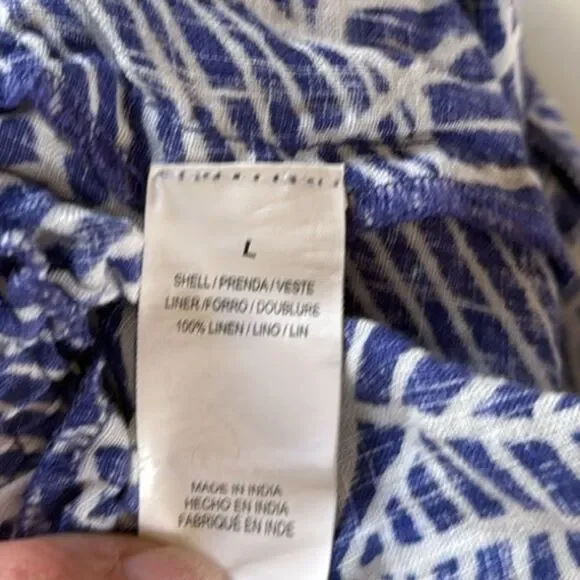 L
SHELL / PRENDA / VESTE
LINER /FORRO / DOUBLURE
100% LINEN / LINO / LIN
MADE IN INDIA
HECHO EN INDIA
FABRIQUÉ EN INDE